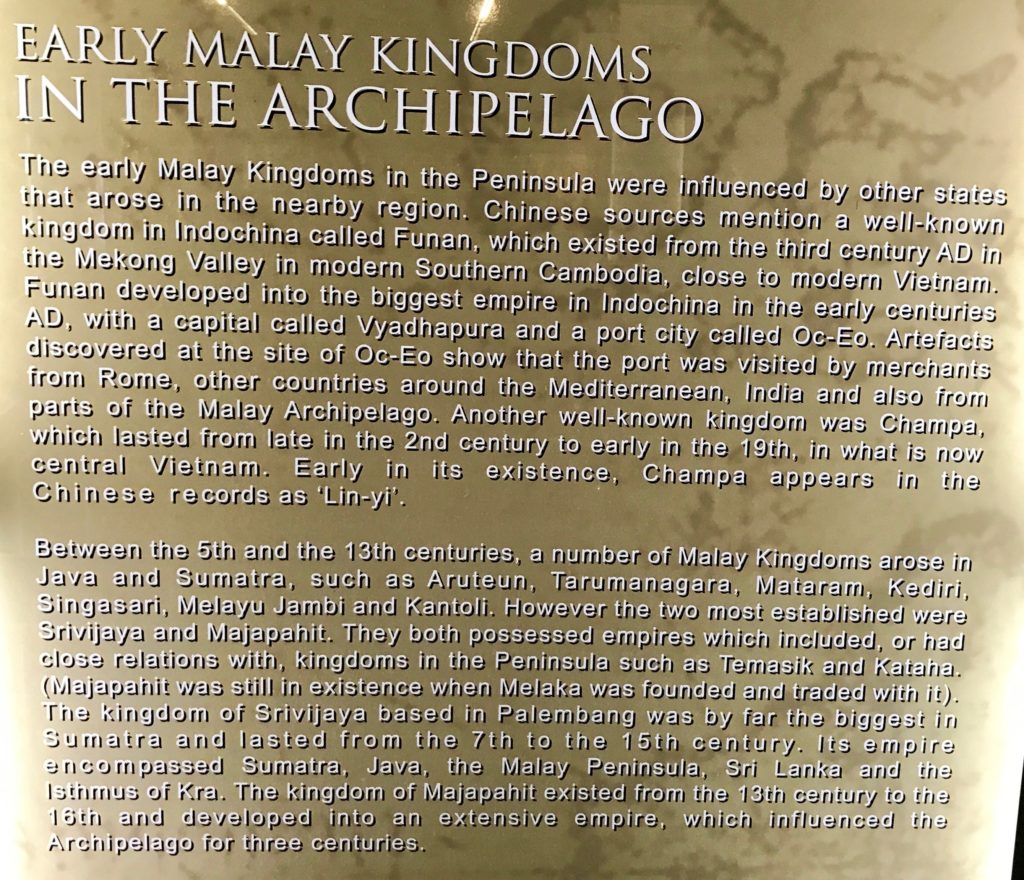 EARLY MALAY KINGDOMS
IN THE ARCHIPELAGO
The early Malay Kingdoms in the Peninsula were influenced by other states
that arose in the nearby region. Chinese sources mention a well-known
kingdom in Indochina called Funan, which existed from the third century AD in
the Mekong Valley in modern Southern Cambodia, close to modern Vietnam.
Funan developed into the biggest empire in Indochina in the early centuries
AD, with a capital called Vyadhapura and a port city called Oc-Eo. Artefacts
discovered at the site of Oc-Eo show that the port was visited by merchants
from Rome, other countries around the Mediterranean, India and also from
parts of the Malay Archipelago. Another well-known kingdom was Champa,
which lasted from late in the 2nd century to early in the 19th, in what is now
central Vietnam. Early in its existence, Champa appears in the
Chinese records as ‘Lin-yi’.
Between the 5th and the 13th centuries, a number of Malay Kingdoms arose in
Java and Sumatra, such as Aruteun, Tarumanagara, Mataram, Kediri,
Singasari, Melayu Jambi and Kantoli. However the two most established were
Srivijaya and Majapahit. They both possessed empires which included, or had
close relations with, kingdoms in the Peninsula such as Temasik and Kataha.
(Majapahit was still in existence when Melaka was founded and traded with it).
The kingdom of Srivijaya based in Palembang was by far the biggest in
Sumatra and lasted from the 7th to the 15th century. Its empire
encompassed Sumatra, Java, the Malay Peninsula, Sri Lanka and the
Isthmus of Kra. The kingdom of Majapahit existed from the 13th century to the
16th and developed into an extensive empire, which influenced the
Archipelago for three centuries.